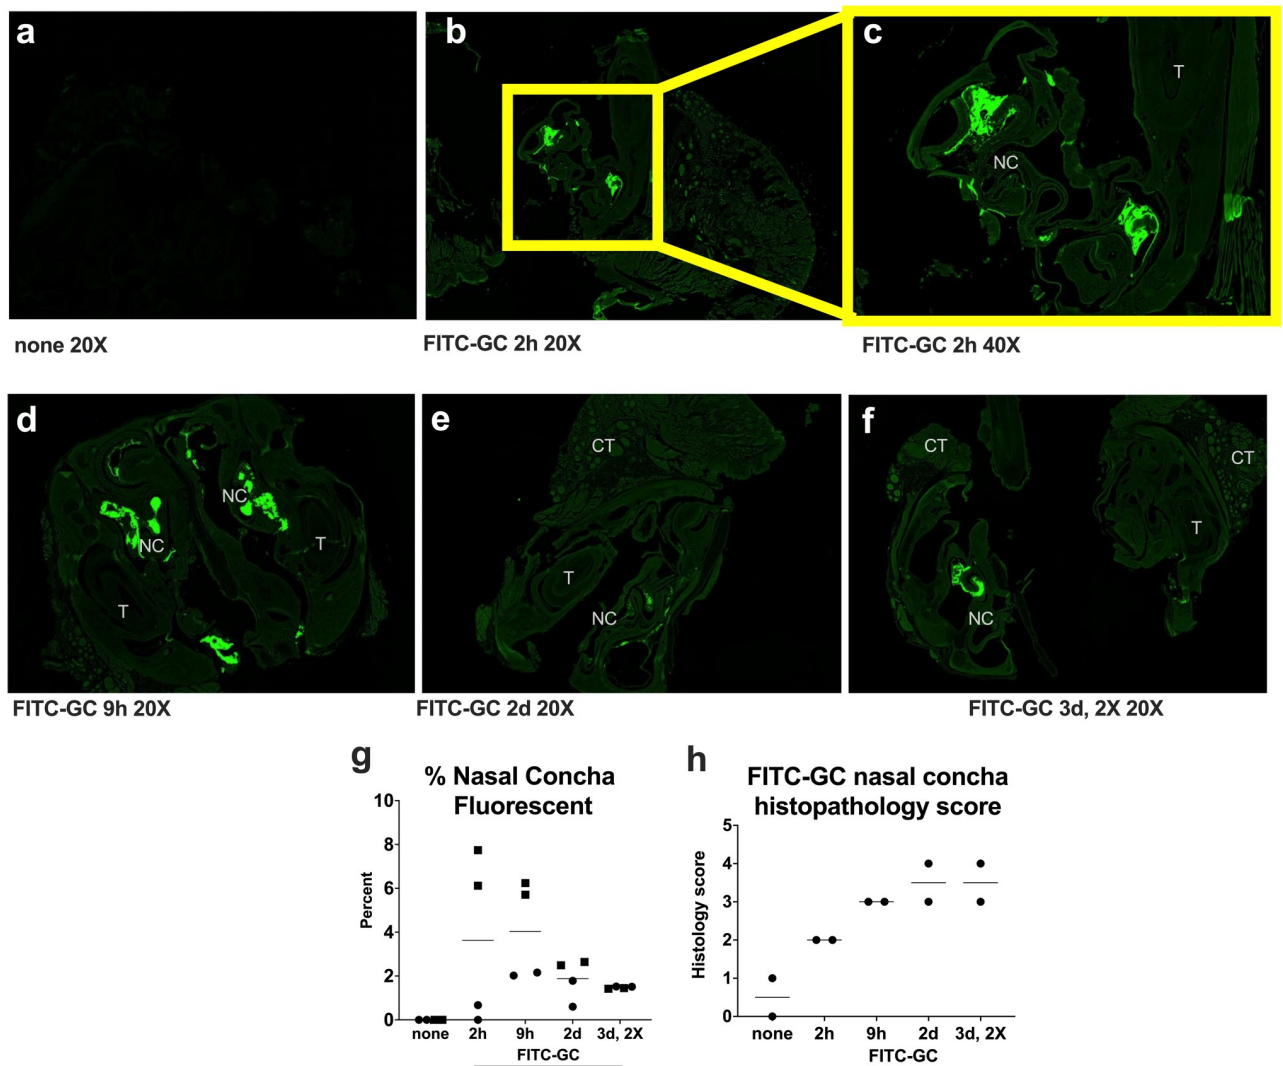 a
b
c
T
NC
none 20X
FITC-GC 2h 20X
FITC-GC 2h 40X
d
NC
NC
T
T
e
CT
T
NC
f
CT
CT
T
NC
FITC-GC 9h 20X
FITC-GC 2d 20X
FITC-GC 3d, 2X 20X
g
% Nasal Concha
Fluorescent
10
8
6
4
2
0
Percent
none 2h 9h 2d 3d, 2X
FITC-GC
h
FITC-GC nasal concha
histopathology score
5
4
3
2
1
0
Histology score
none 2h 9h 2d 3d, 2X
FITC-GC